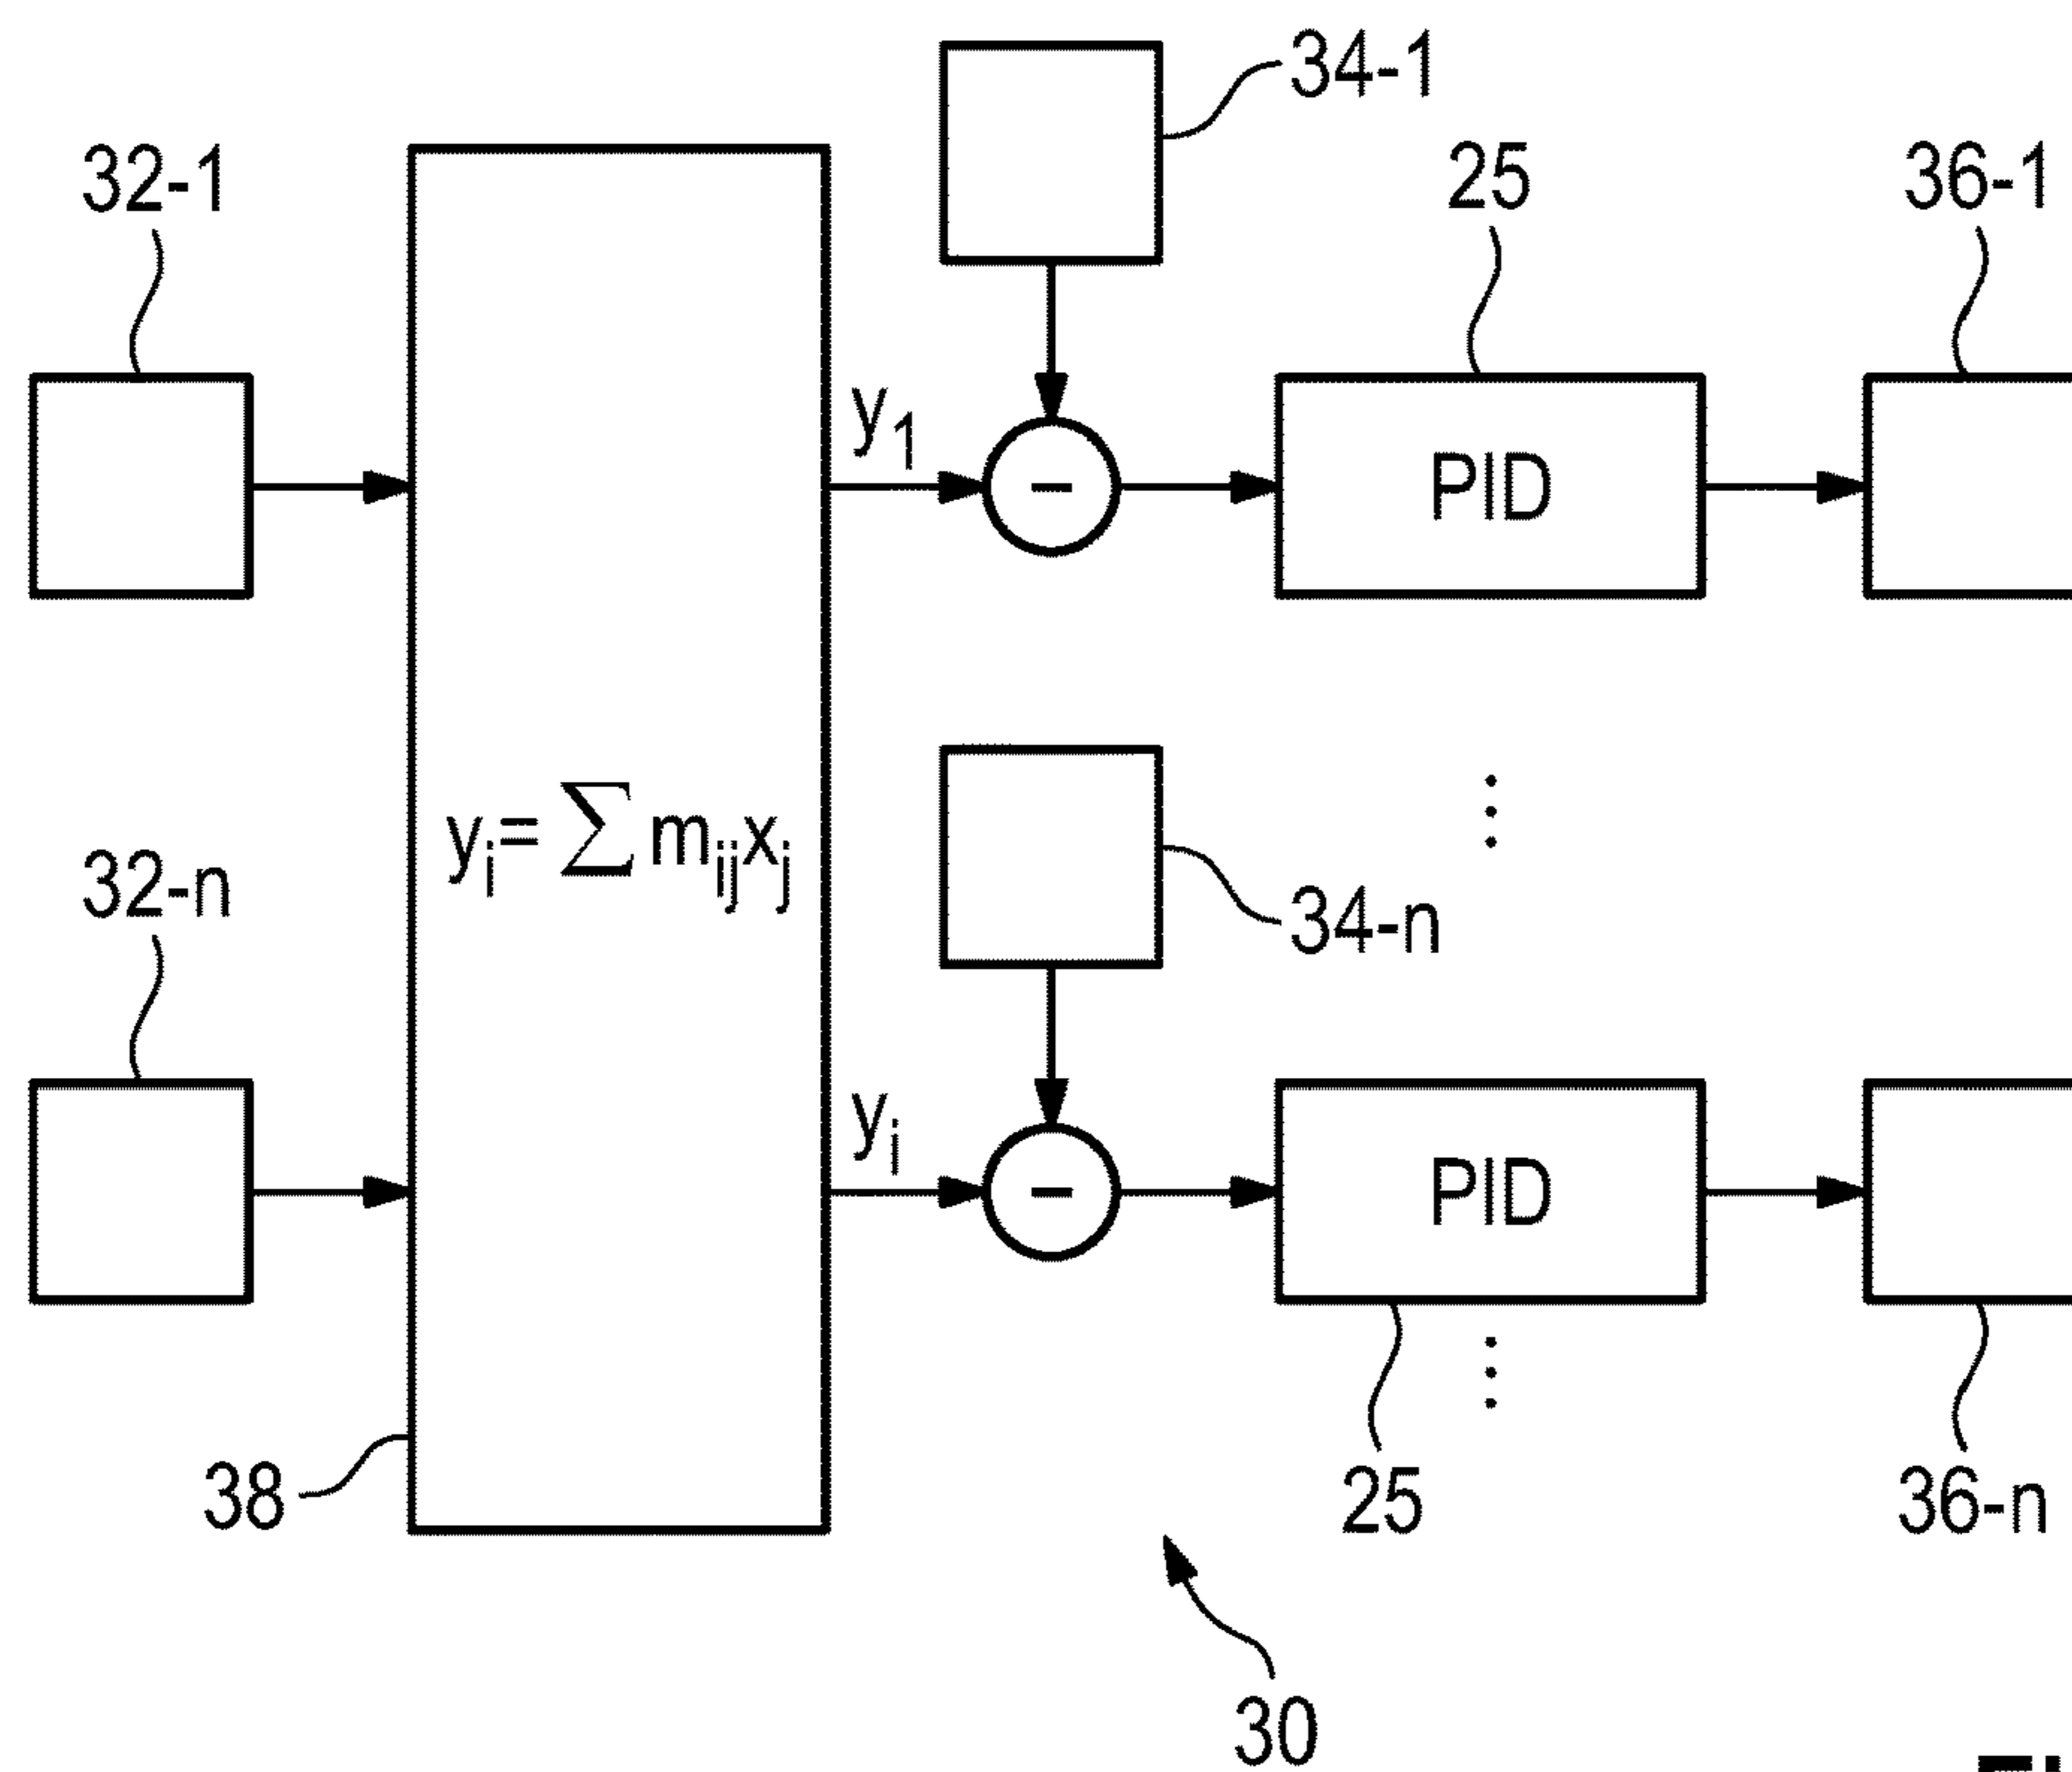 34-1
32-1
25
36-1
y1
PID
yi= ∑ mijxj
32-n
34-n
yi
PID
38
25
36-n
30